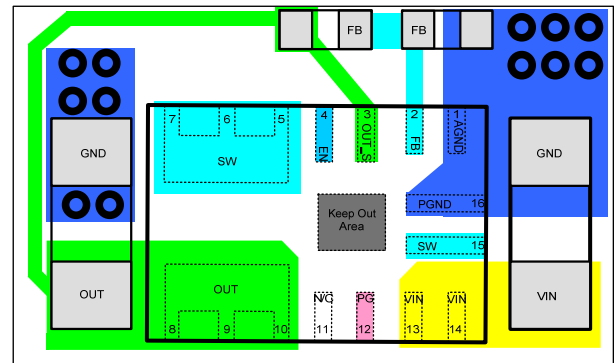 FB FB
7 6 5 4 3 2 1
EN OUT_S FB AGND
GND SW GND
PGND 16
Keep Out
Area
SW 15
OUT
OUT N/C PG VIN VIN VIN
8 9 10 11 12 13 14